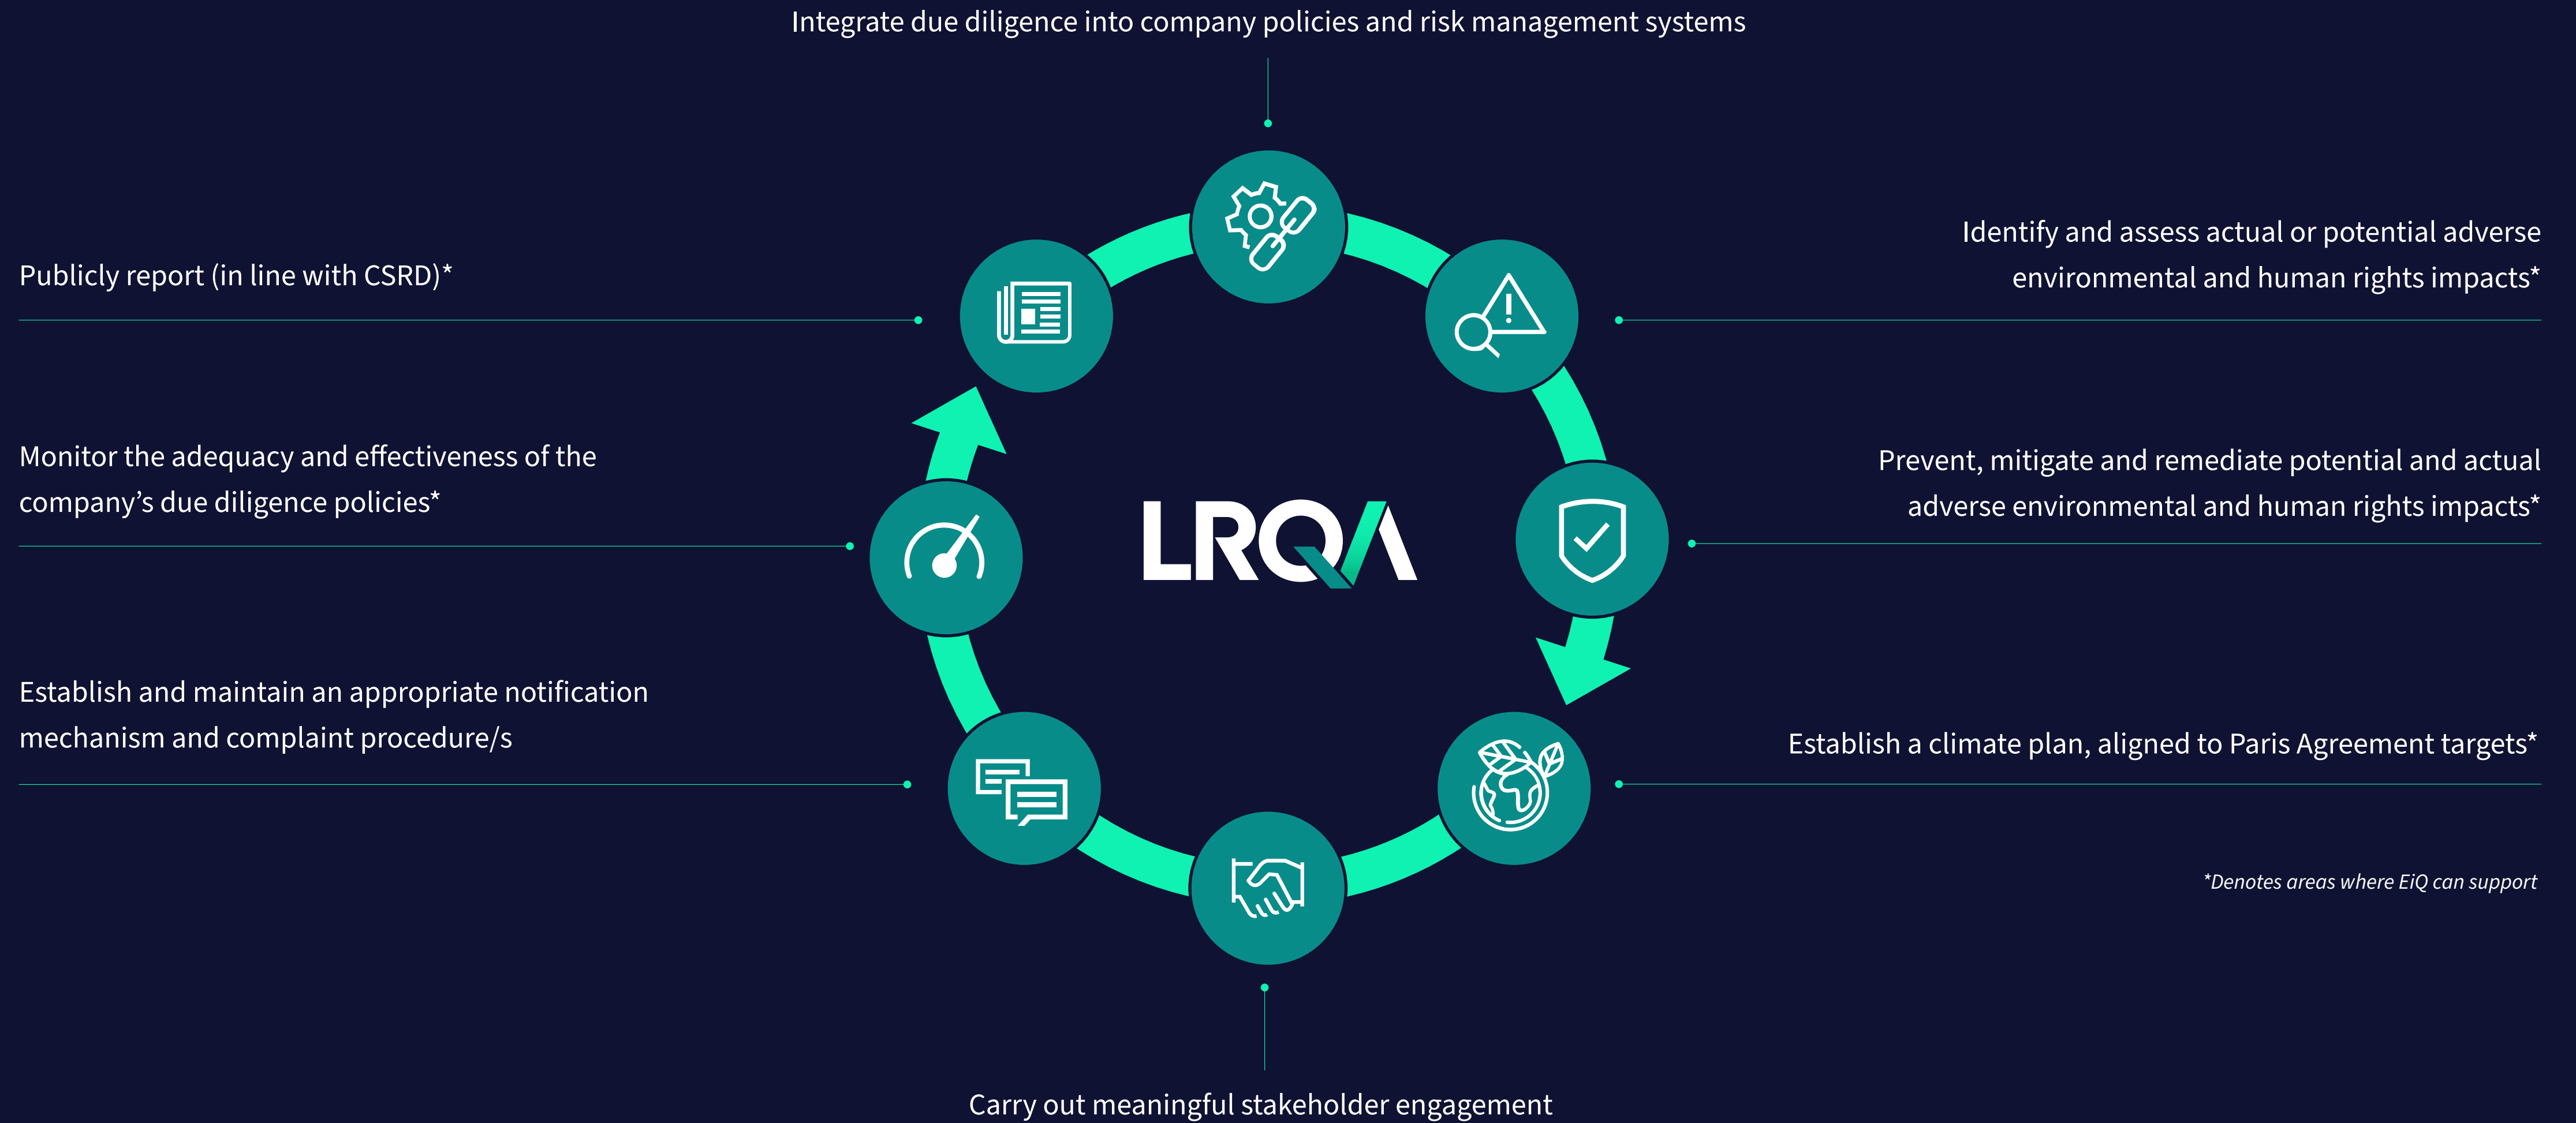 Integrate due diligence into company policies and risk management systems
Identify and assess actual or potential adverse
environmental and human rights impacts*
Publicly report (in line with CSRD)*
Monitor the adequacy and effectiveness of the
company’s due diligence policies*
Prevent, mitigate and remediate potential and actual
adverse environmental and human rights impacts*
LRQA
Establish and maintain an appropriate notification
mechanism and complaint procedure/s
Establish a climate plan, aligned to Paris Agreement targets*
*Denotes areas where EiQ can support
Carry out meaningful stakeholder engagement